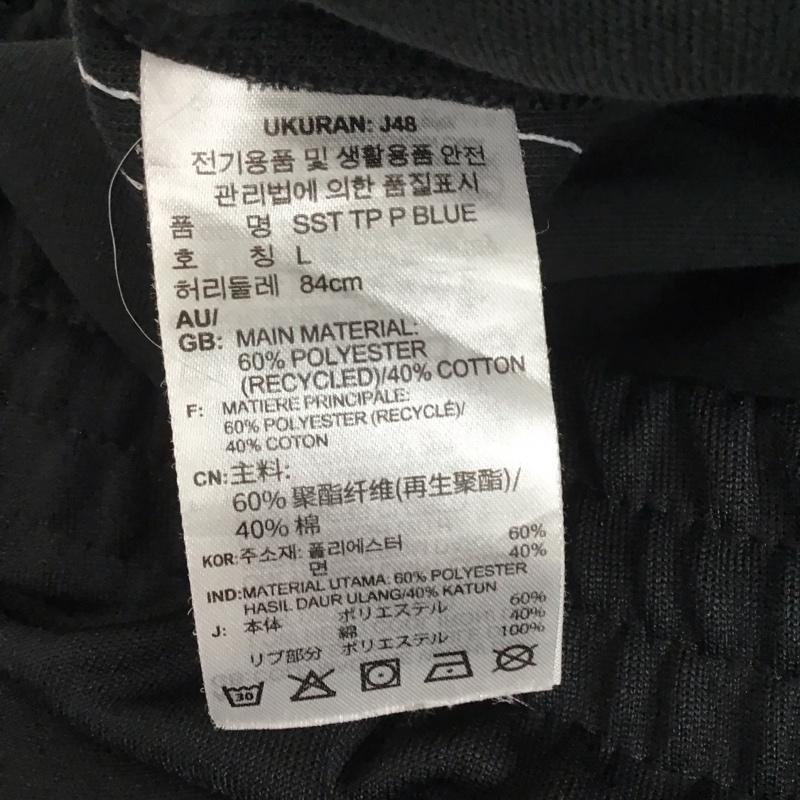 UKURAN: J48
전기용품 및 생활용품 안전
관리법에 의한 품질표시
품 명 SST TP P BLUE
호 칭 L
허리둘레 84cm
AU/
GB: MAIN MATERIAL:
60% POLYESTER
(RECYCLED)/40% COTTON
F: MATIERE PRINCIPALE:
60% POLYESTER (RECYCLÉ)/
40% COTON
CN:主料:
60% 聚酯纤维(再生聚酯)/
40% 棉
KOR:주소재: 폴리에스터 60%
면 40%
IND:MATERIAL UTAMA: 60% POLYESTER
HASIL DAUR ULANG/40% KATUN
J: 本体 ポリエステル 60%
綿 40%
リブ部分 ポリエステル 100%
30